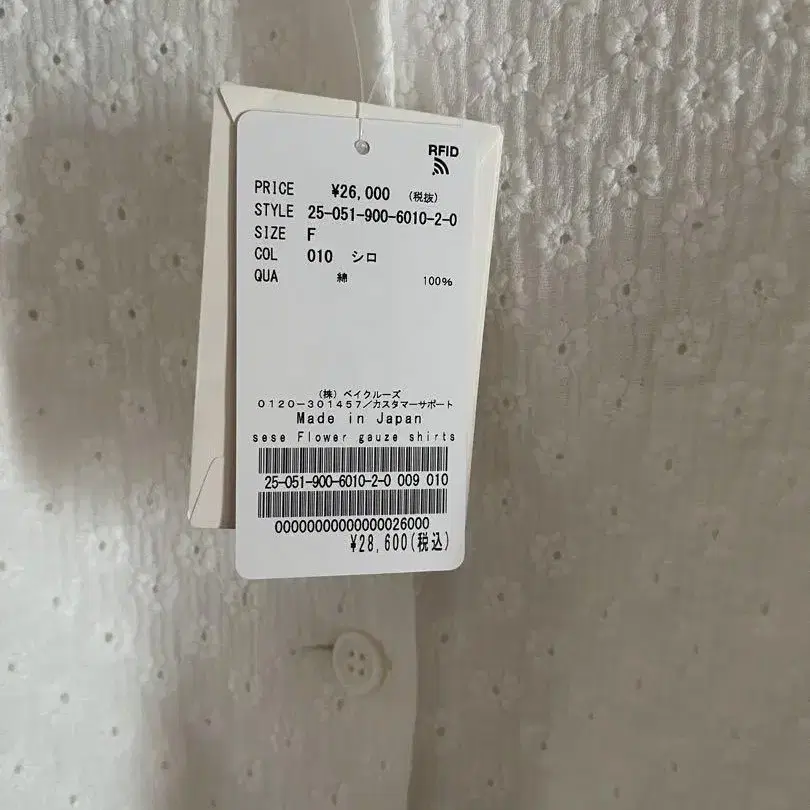 RFID
PRICE ¥26,000 (税抜)
STYLE 25-051-900-6010-2-0
SIZE F
COL 010 シロ
QUA 綿 100%
(株) ベイクルーズ
0120-301457/カスタマーサポート
Made in Japan
sese Flower gauze shirts
25-051-900-6010-2-0 009 010
00000000000000026000
¥28,600(税込)